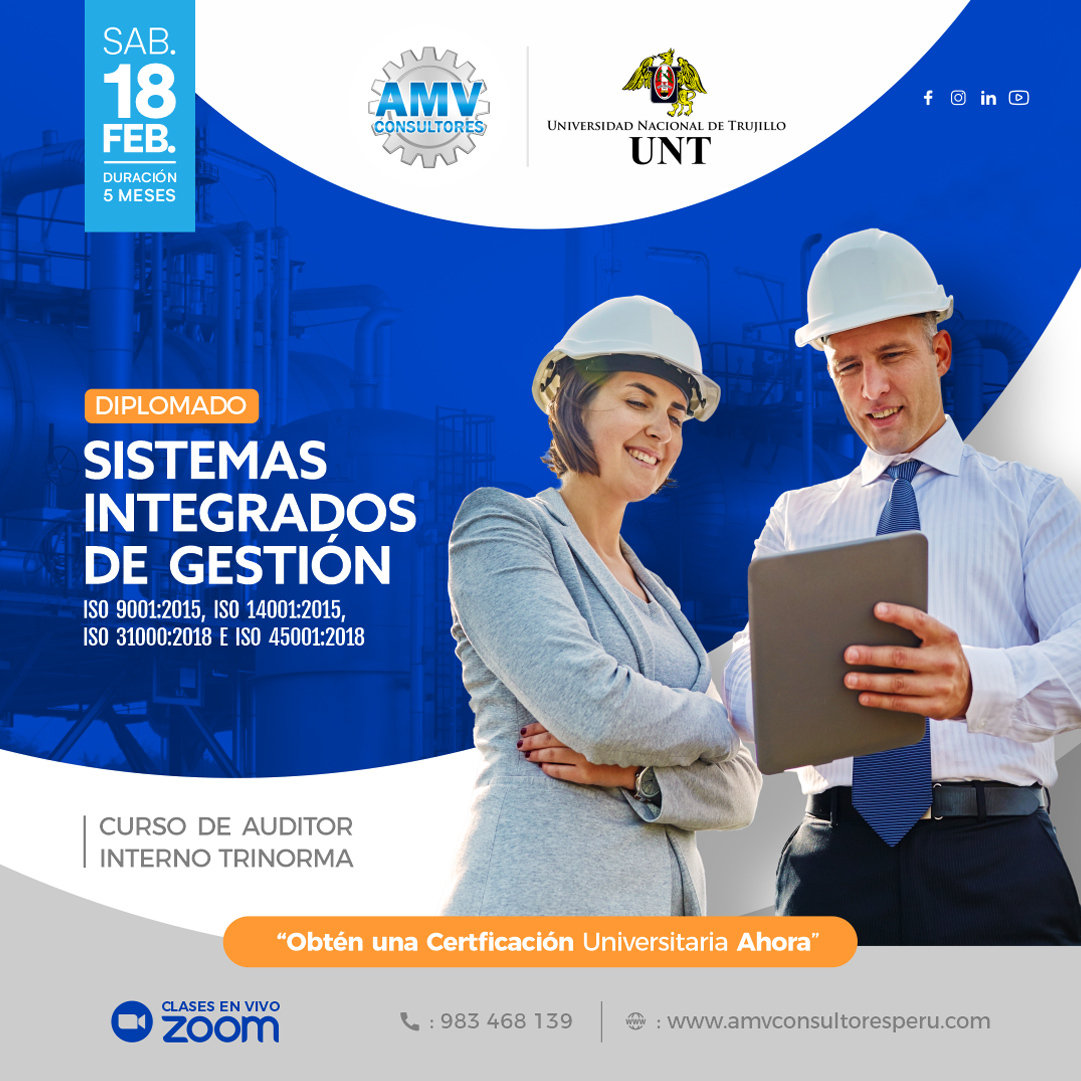 SAB.
18
FEB.
DURACIÓN
5 MESES
AMV
CONSULTORES
UNIVERSIDAD NACIONAL DE TRUJILLO
UNT
DIPLOMADO
SISTEMAS
INTEGRADOS
DE GESTIÓN
ISO 9001:2015, ISO 14001:2015,
ISO 31000:2018 E ISO 45001:2018
CURSO DE AUDITOR
INTERNO TRINORMA
“Obtén una Certficación Universitaria Ahora”
CLASES EN VIVO
zoom
: 983 468 139
: www.amvconsultoresperu.com